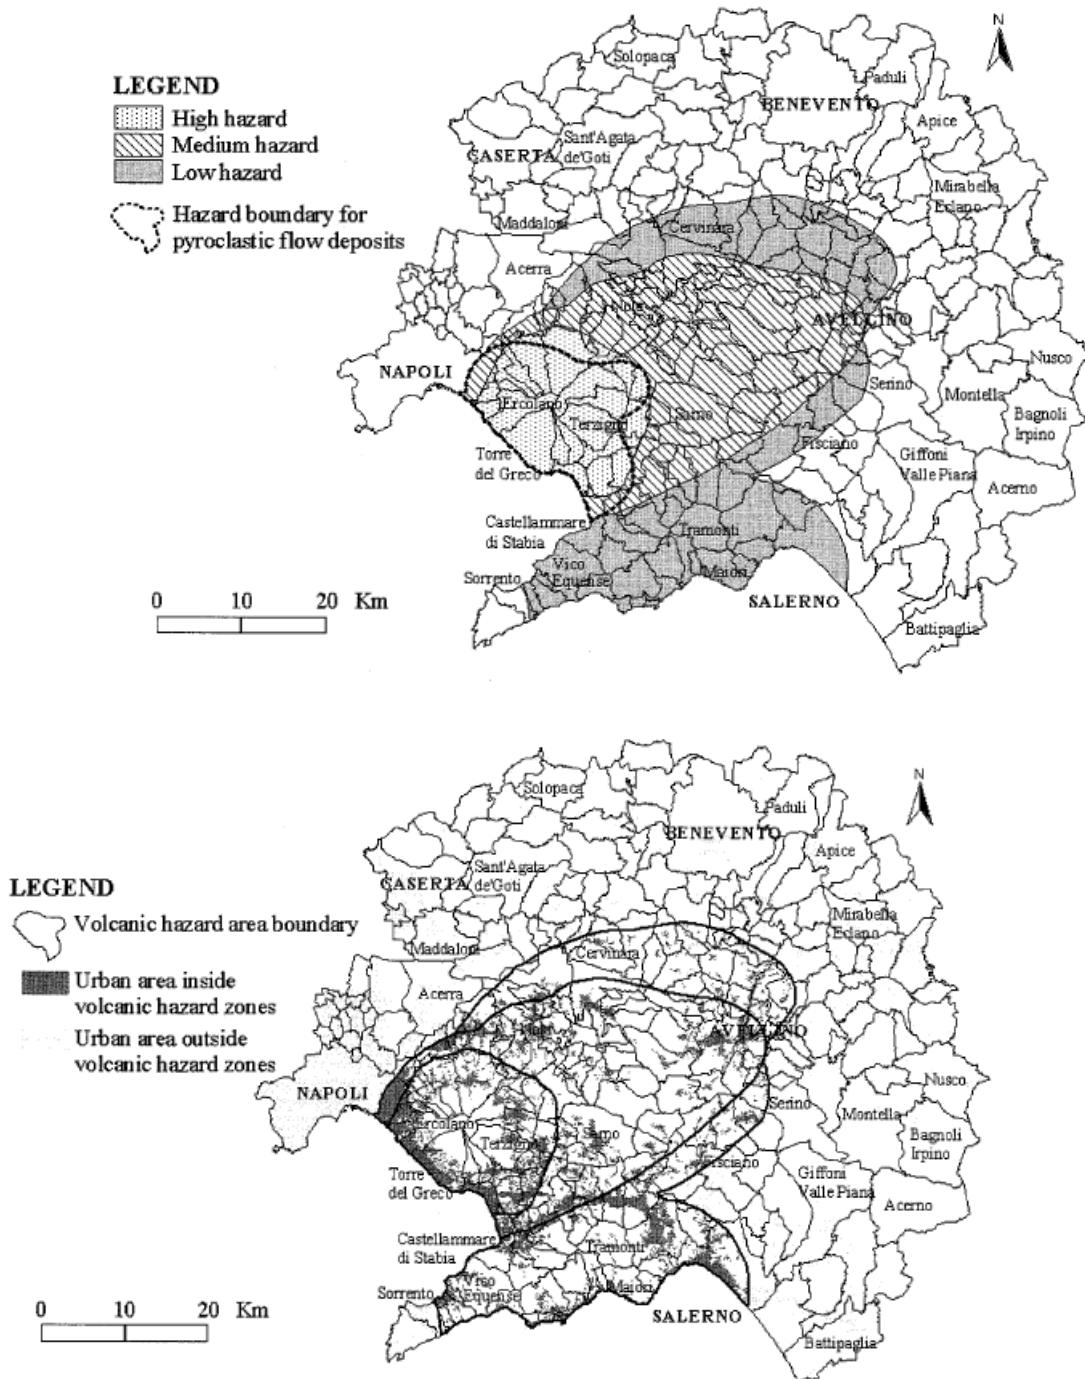 N
Solopaca
Paduli
LEGEND
BENEVENTO
High hazard
Apice
Medium hazard
Sant'Agata
de'Goti
CASERTA
Low hazard
Mirabella
Eclano
Hazard boundary for
pyroclastic flow deposits
Maddaloni
Cervinara
Acerra
Nola
AVELLINO
NAPOLI
Nusco
Serino
Montella
Ercolano
Terzigno
Sarno
Bagnoli
Irpino
Fisciano
Torre
del Greco
Giffoni
Valle Piana
Acerno
Castellammare
di Stabia
Tramonti
Vico
Equense
Maiori
Sorrento
SALERNO
0 10 20 Km
Battipaglia
N
Solopaca
Paduli
BENEVENTO
Apice
Sant'Agata
de'Goti
CASERTA
LEGEND
Mirabella
Eclano
Volcanic hazard area boundary
Maddaloni
Cervinara
Urban area inside
volcanic hazard zones
Acerra
Nola
AVELLINO
Urban area outside
volcanic hazard zones
NAPOLI
Nusco
Serino
Montella
Ercolano
Terzigno
Sarno
Bagnoli
Irpino
Fisciano
Torre
del Greco
Giffoni
Valle Piana
Acerno
Castellammare
di Stabia
Tramonti
Vico
Equense
Maiori
Sorrento
SALERNO
0 10 20 Km
Battipaglia